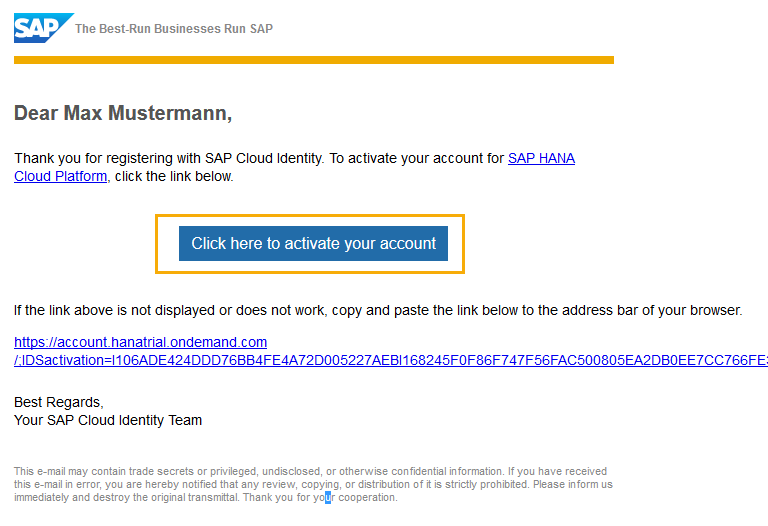 SAP The Best-Run Businesses Run SAP
Dear Max Mustermann,
Thank you for registering with SAP Cloud Identity. To activate your account for SAP HANA
Cloud Platform, click the link below.
Click here to activate your account
If the link above is not displayed or does not work, copy and paste the link below to the address bar of your browser.
https://account.hanatrial.ondemand.com
/;IDSactivation=I106ADE424DDD76BB4FE4A72D005227AEBI168245F0F86F747F56FAC500805EA2DB0EE7CC766FE
Best Regards,
Your SAP Cloud Identity Team
This e-mail may contain trade secrets or privileged, undisclosed, or otherwise confidential information. If you have received
this e-mail in error, you are hereby notified that any review, copying, or distribution of it is strictly prohibited. Please inform us
immediately and destroy the original transmittal. Thank you for your cooperation.